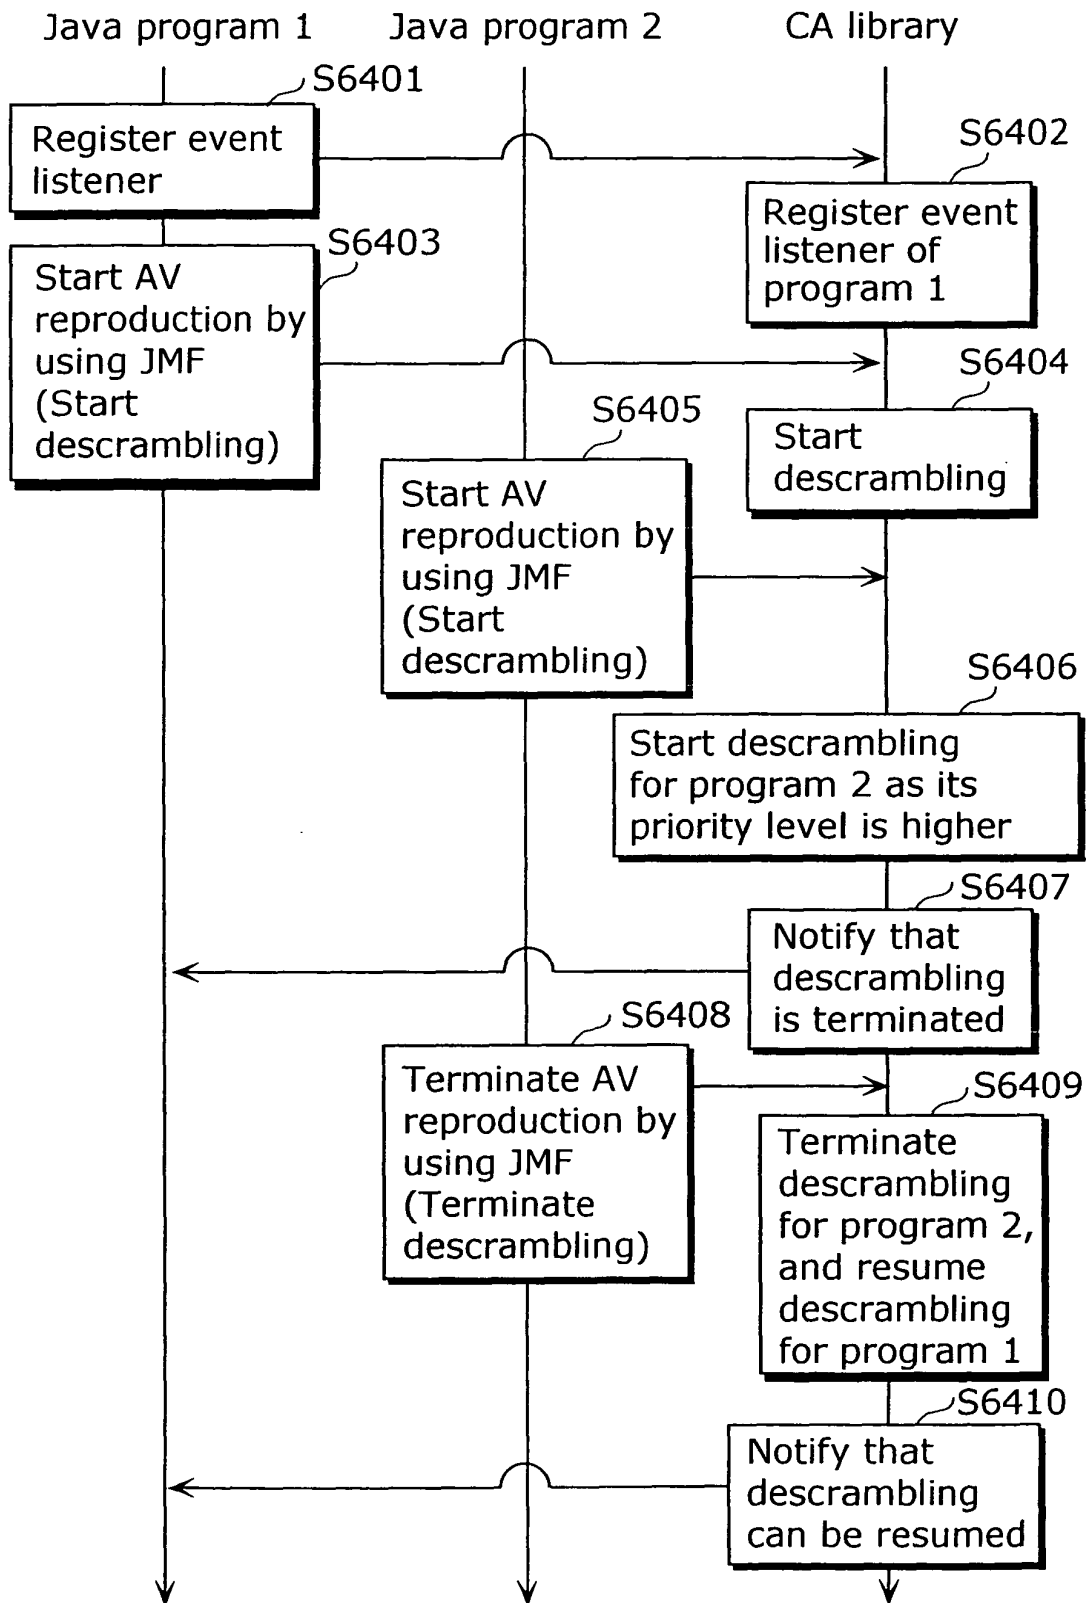 Java program 1
Java program 2
CA library
S6401
Register event
listener
S6402
Register event
listener of
program 1
S6403
Start AV
reproduction by
using JMF
(Start
descrambling)
S6404
Start
descrambling
S6405
Start AV
reproduction by
using JMF
(Start
descrambling)
S6406
Start descrambling
for program 2 as its
priority level is higher
S6407
Notify that
descrambling
is terminated
S6408
Terminate AV
reproduction by
using JMF
(Terminate
descrambling)
S6409
Terminate
descrambling
for program 2,
and resume
descrambling
for program 1
S6410
Notify that
descrambling
can be resumed